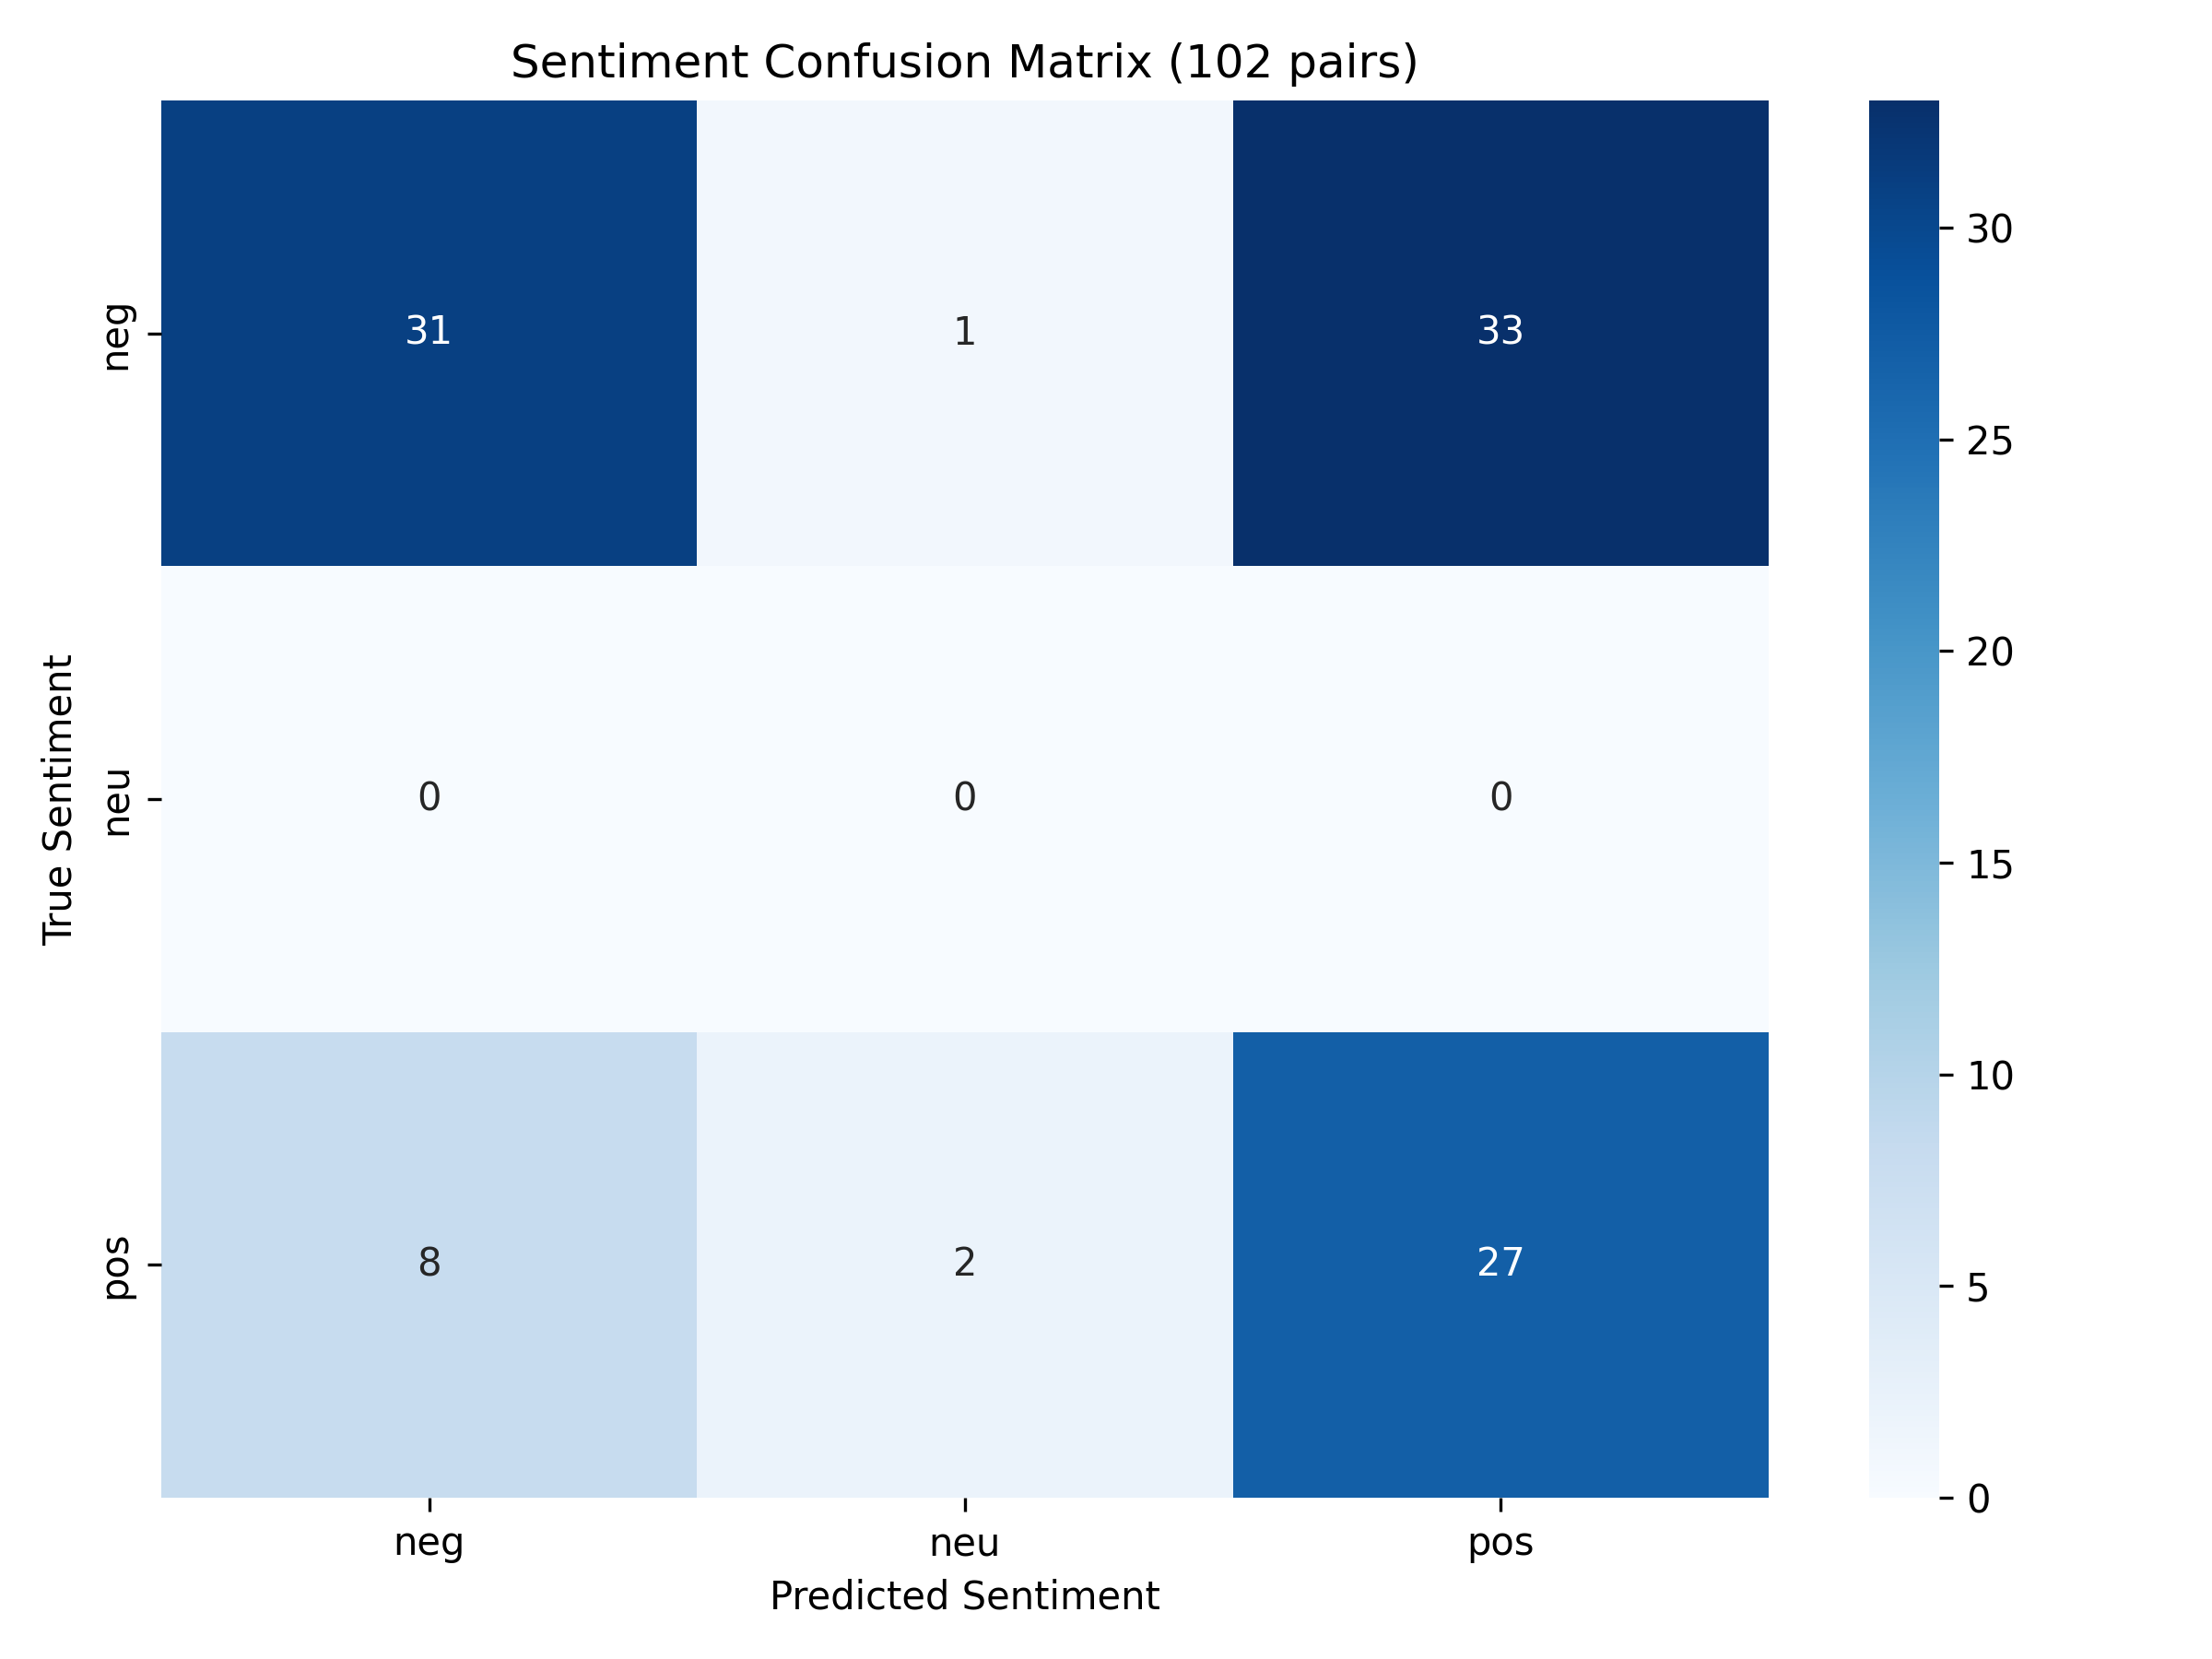 Sentiment Confusion Matrix (102 pairs)
True Sentiment
neg
31 1 33
neu
0 0 0
pos
8 2 27
neg neu pos
Predicted Sentiment
30
25
20
15
10
5
0